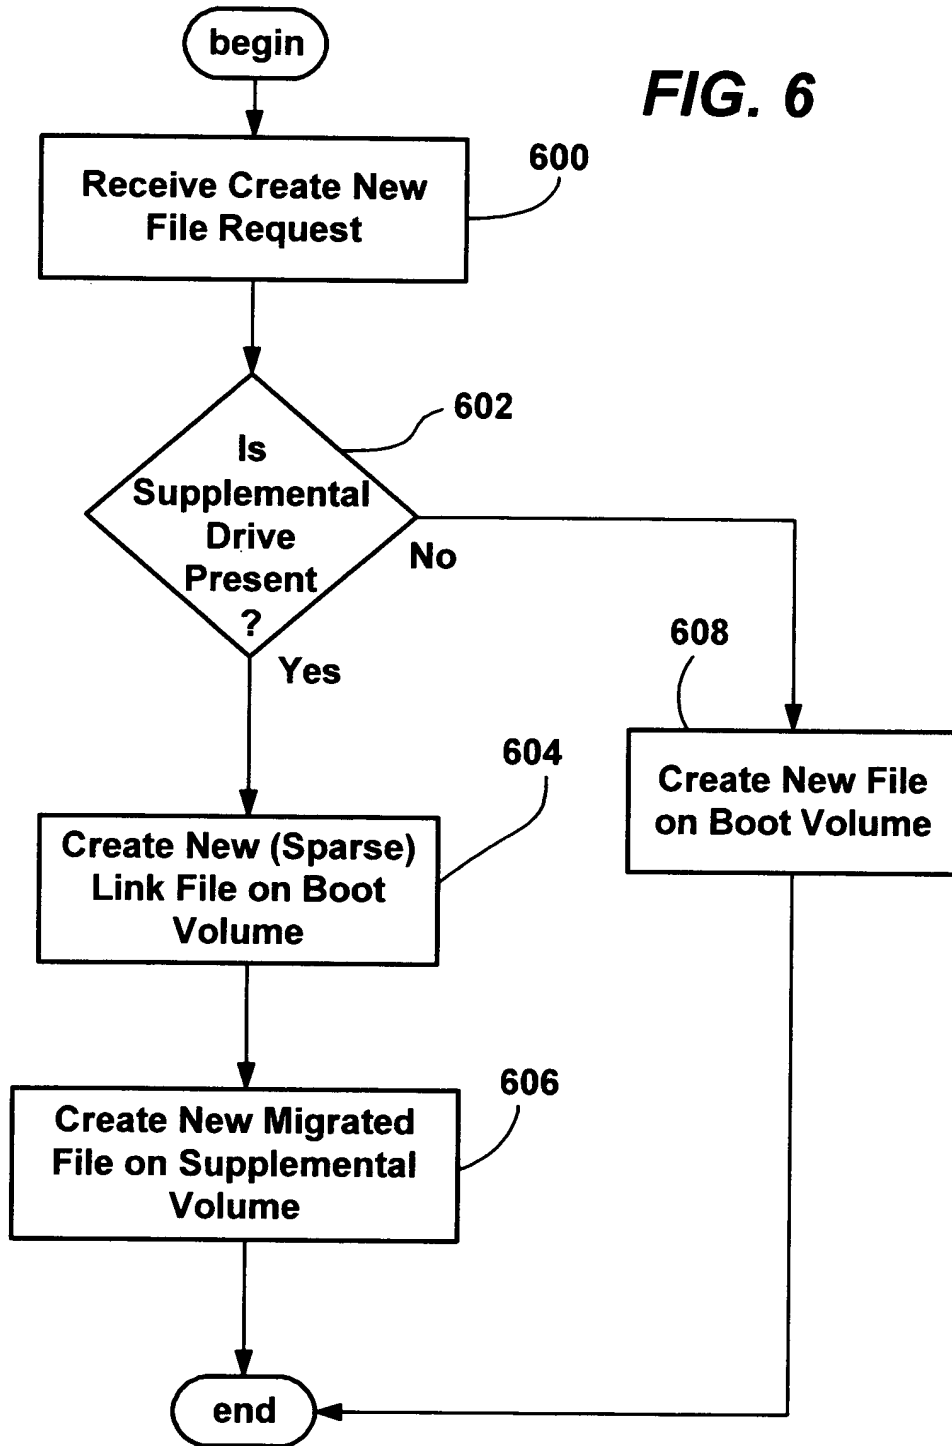 begin
FIG. 6
600
Receive Create New
File Request
602
Is
Supplemental
Drive
Present
?
No
Yes
608
604
Create New File
on Boot Volume
Create New (Sparse)
Link File on Boot
Volume
606
Create New Migrated
File on Supplemental
Volume
end